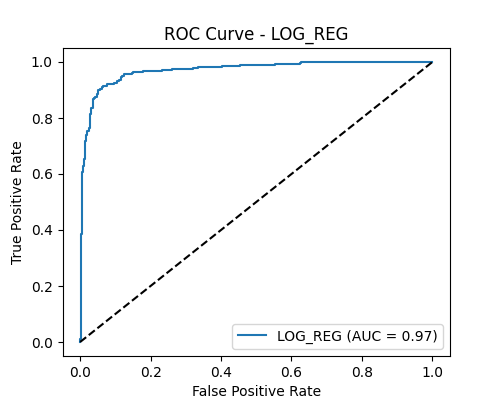 ROC Curve - LOG_REG
True Positive Rate
1.0
0.8
0.6
0.4
0.2
0.0
LOG_REG (AUC = 0.97)
0.0 0.2 0.4 0.6 0.8 1.0
False Positive Rate